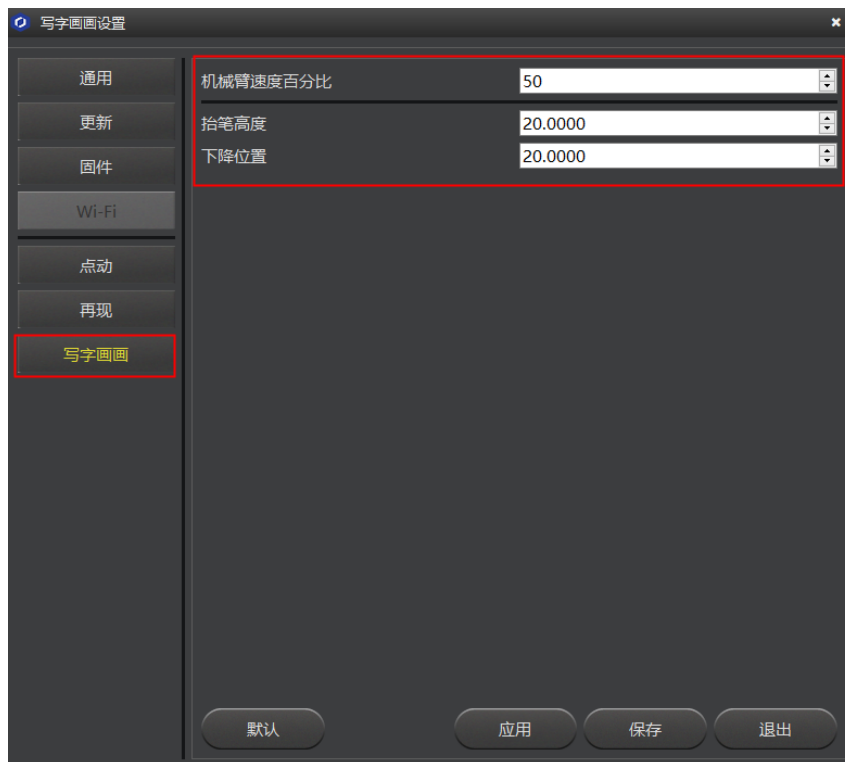 写字画画设置
通用
更新
固件
Wi-Fi
点动
再现
写字画画
机械臂速度百分比 50
抬笔高度 20.0000
下降位置 20.0000
默认 应用 保存 退出